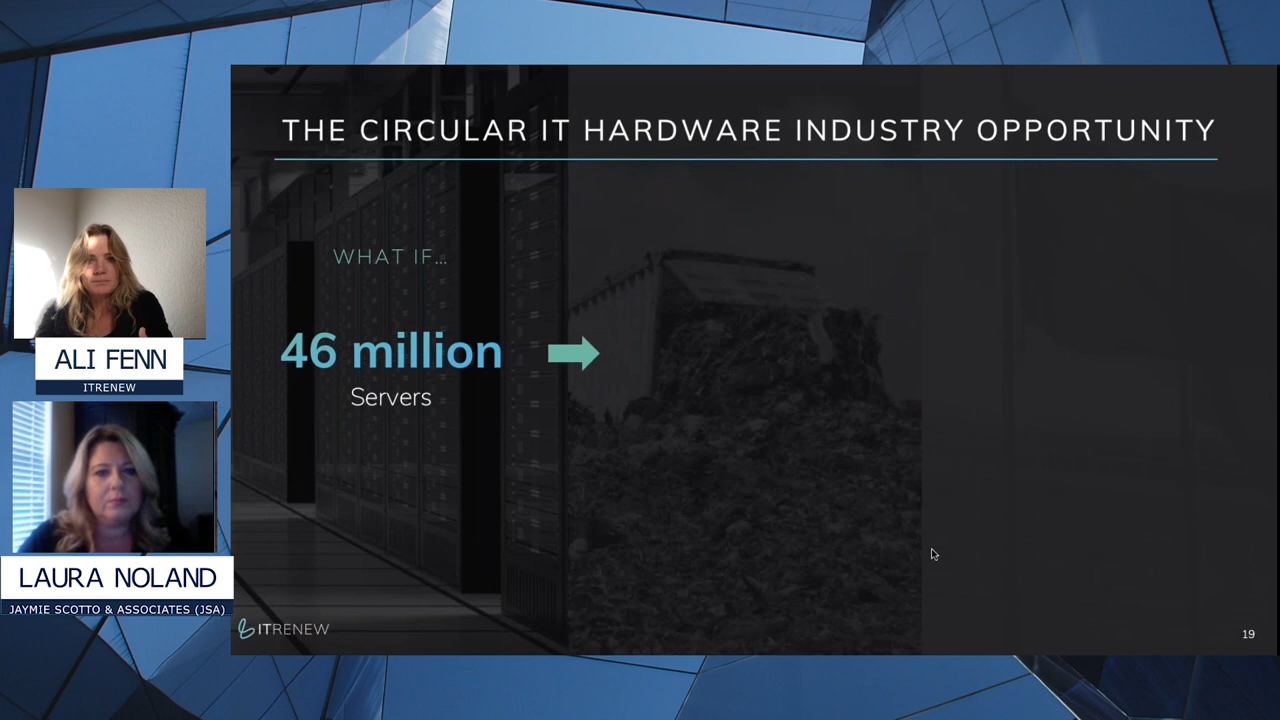 THE CIRCULAR IT HARDWARE INDUSTRY OPPORTUNITY
WHAT IF...
46 million
Servers
ALI FENN
ITRENEW
LAURA NOLAND
JAYMIE SCOTTO & ASSOCIATES (JSA)
ITRENEW
19